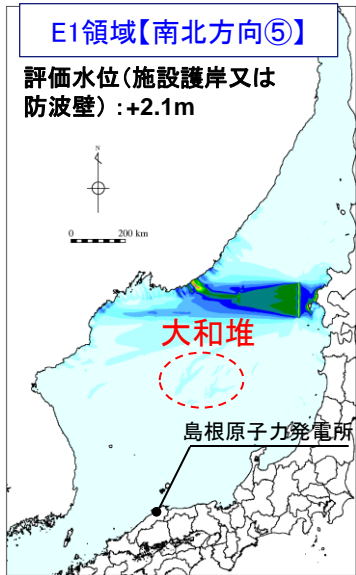 E1領域【南北方向⑤】
評価水位(施設護岸又は
防波壁):+2.1m
N
0 200 km
大和堆
島根原子力発電所